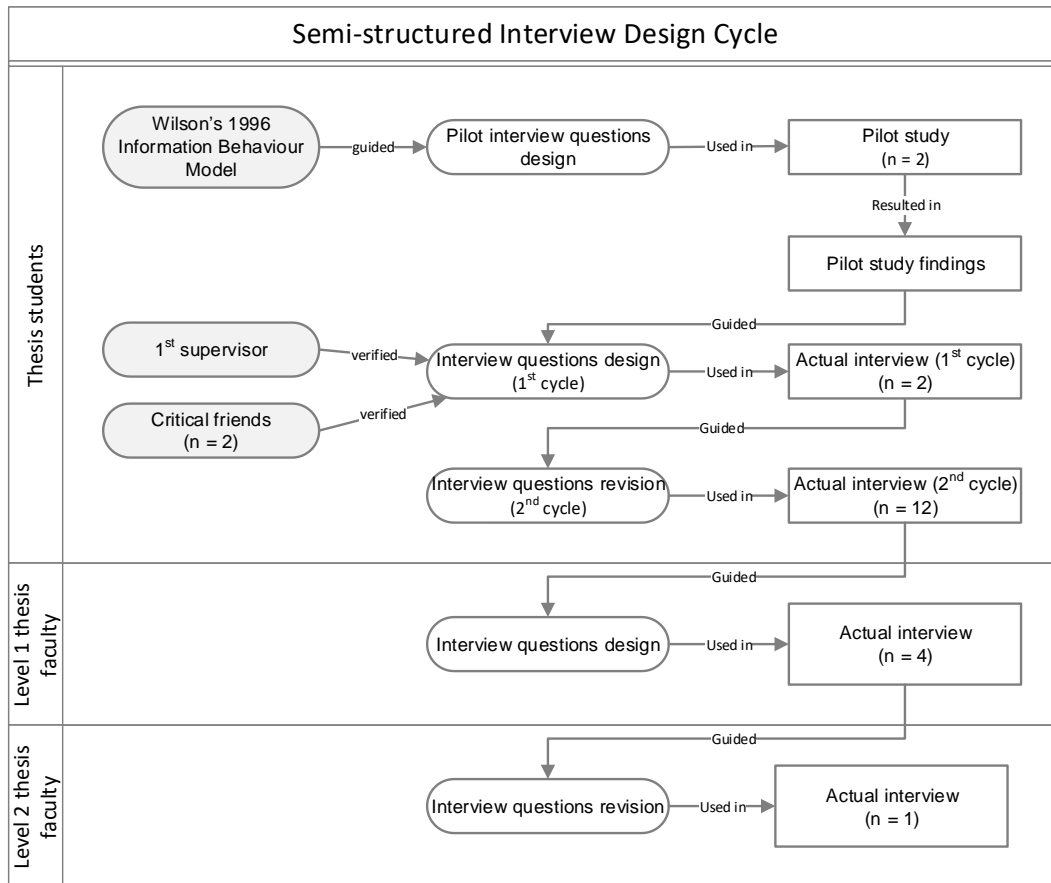 Semi-structured Interview Design Cycle
Thesis students
Wilson's 1996
Information Behaviour
Model
guided
Pilot interview questions
design
Used in
Pilot study
(n = 2)
Resulted in
Pilot study findings
Guided
1st supervisor
verified
Critical friends
(n = 2)
verified
Interview questions design
(1st cycle)
Used in
Actual interview (1st cycle)
(n = 2)
Guided
Interview questions revision
(2nd cycle)
Used in
Actual interview (2nd cycle)
(n = 12)
Level 1 thesis
faculty
Guided
Interview questions design
Used in
Actual interview
(n = 4)
Level 2 thesis
faculty
Guided
Interview questions revision
Used in
Actual interview
(n = 1)